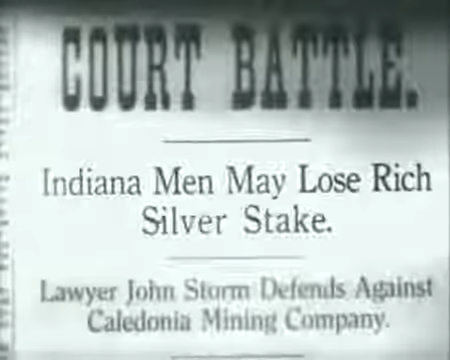 COURT BATTLE.
Indiana Men May Lose Rich
Silver Stake.
Lawyer John Storm Defends Against
Caledonia Mining Company.